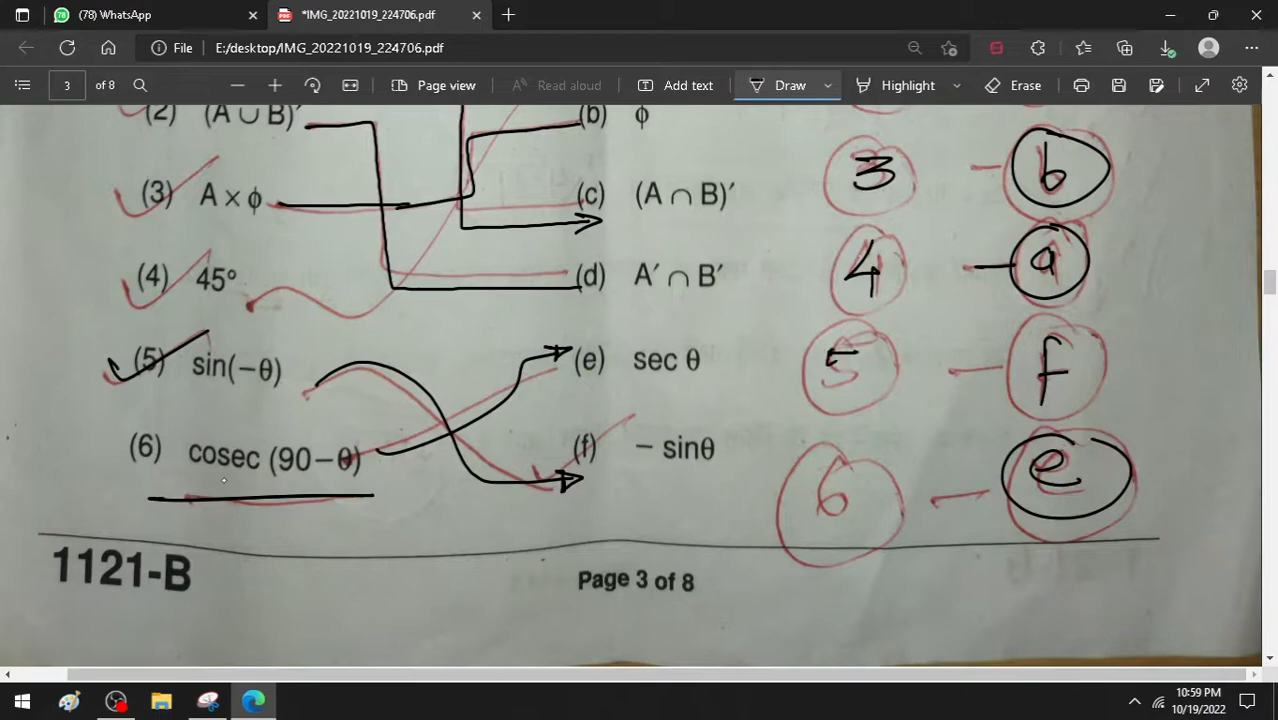 (78) WhatsApp
*IMG_20221019_224706.pdf
File E:/desktop/IMG_20221019_224706.pdf
3 of 8
Page view
Read aloud
Add text
Draw
Highlight
Erase
(2) (A ∪ B)′ (b) ϕ
(3) A × ϕ (c) (A ∩ B)′ 3 – b
(4) 45° (d) A′ ∩ B′ 4 – a
(5) sin(−θ) (e) sec θ 5 – f
(6) cosec (90−θ) (f) − sinθ 6 – e
1121-B Page 3 of 8
10:59 PM
10/19/2022